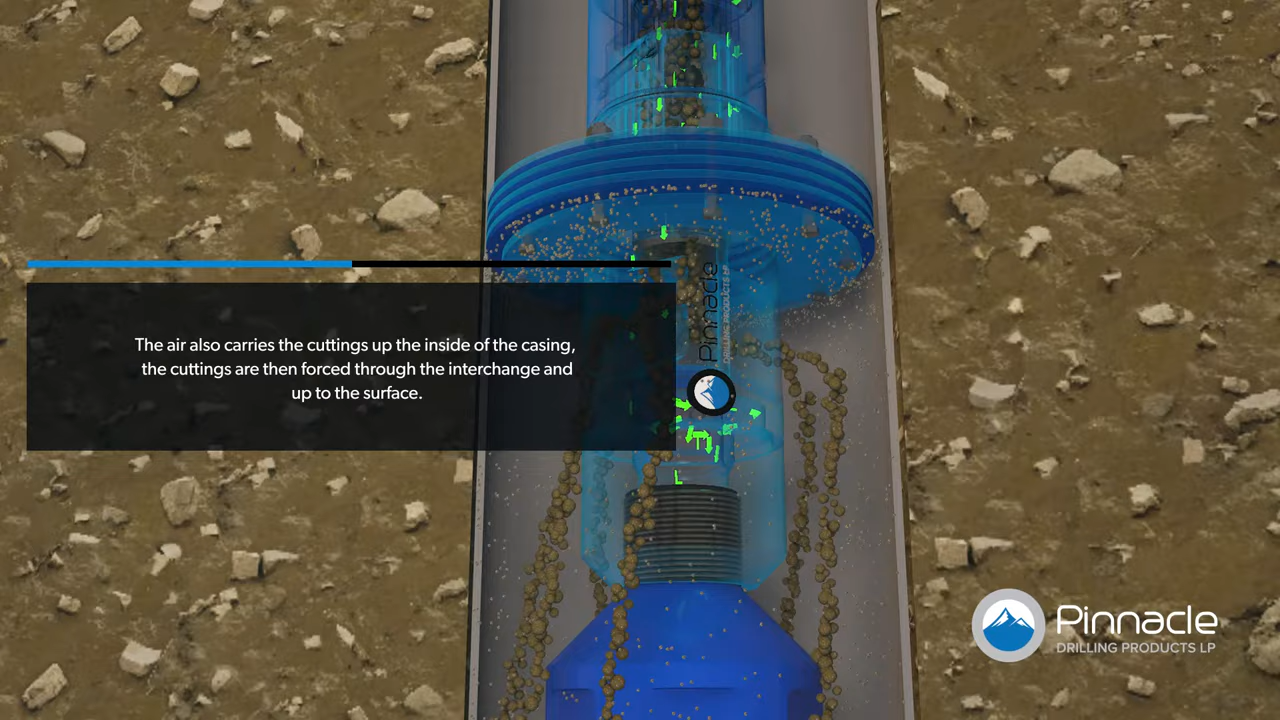 Pinnacle
DRILLING PRODUCTS LP
The air also carries the cuttings up the inside of the casing,
the cuttings are then forced through the interchange and
up to the surface.
Pinnacle
DRILLING PRODUCTS LP